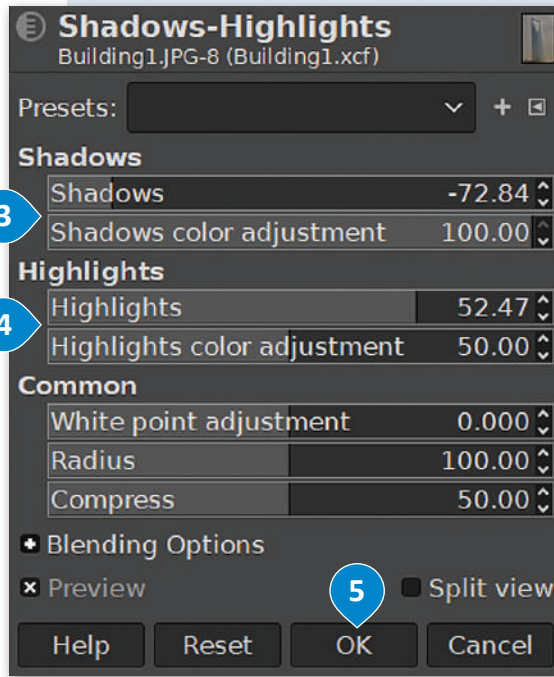 Shadows-Highlights
Building1.JPG-8 (Building1.xcf)
Presets:
Shadows
Shadows -72.84
3
Shadows color adjustment 100.00
Highlights
Highlights 52.47
4
Highlights color adjustment 50.00
Common
White point adjustment 0.000
Radius 100.00
Compress 50.00
Blending Options
Preview 5 Split view
Help Reset OK Cancel